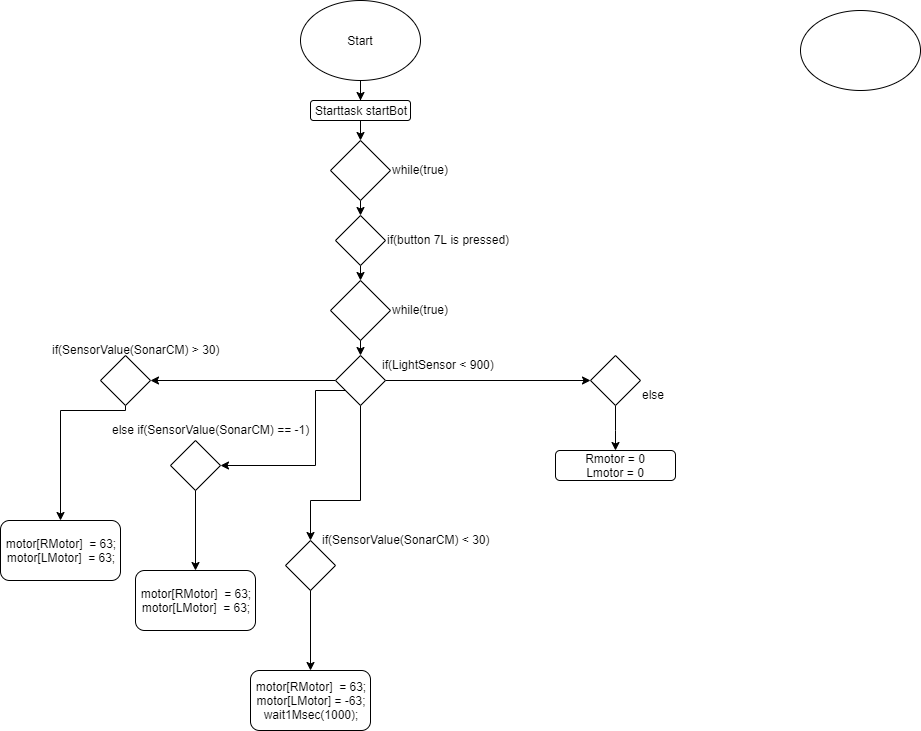 Start
Starttask startBot
while(true)
if(button 7L is pressed)
while(true)
if(SensorValue(SonarCM) > 30)
if(LightSensor < 900)
else
else if(SensorValue(SonarCM) == -1)
Rmotor = 0
Lmotor = 0
motor[RMotor]  = 63;
motor[LMotor]  = 63;
if(SensorValue(SonarCM) < 30)
motor[RMotor]  = 63;
motor[LMotor]  = 63;
motor[RMotor]  = 63;
motor[LMotor] = -63;
wait1Msec(1000);